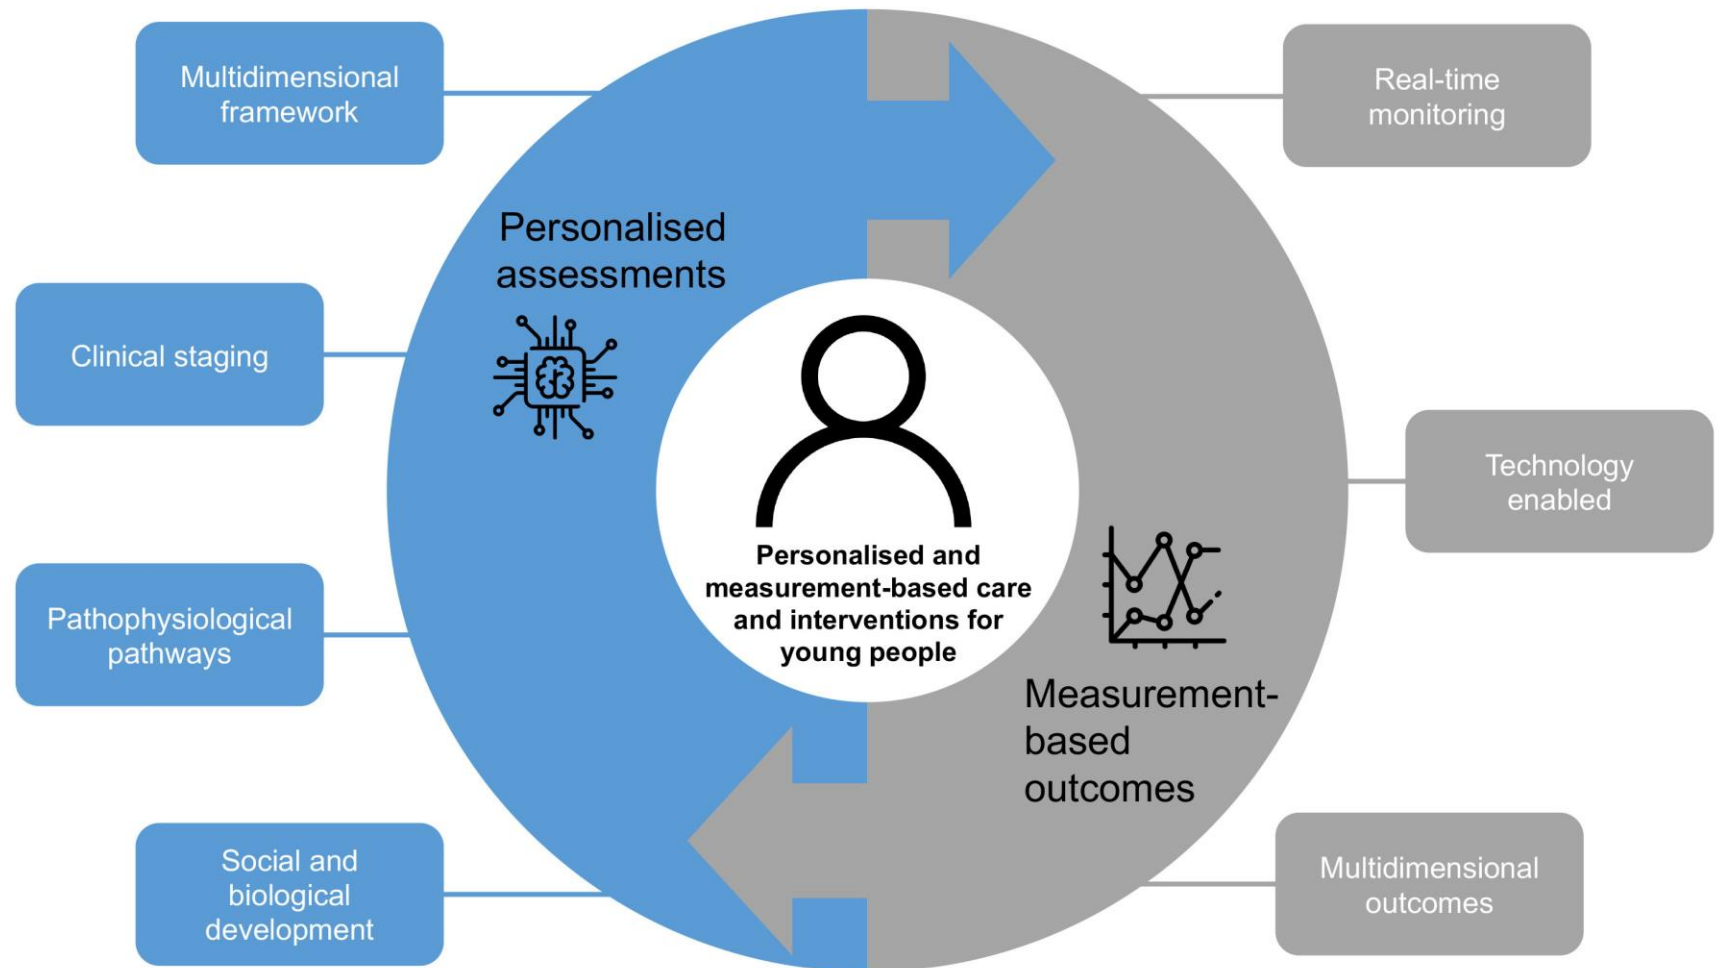 Multidimensional
framework
Clinical staging
Pathophysiological
pathways
Social and
biological
development
Personalised
assessments
Personalised and
measurement-based care
and interventions for
young people
Measurement-
based
outcomes
Real-time
monitoring
Technology
enabled
Multidimensional
outcomes